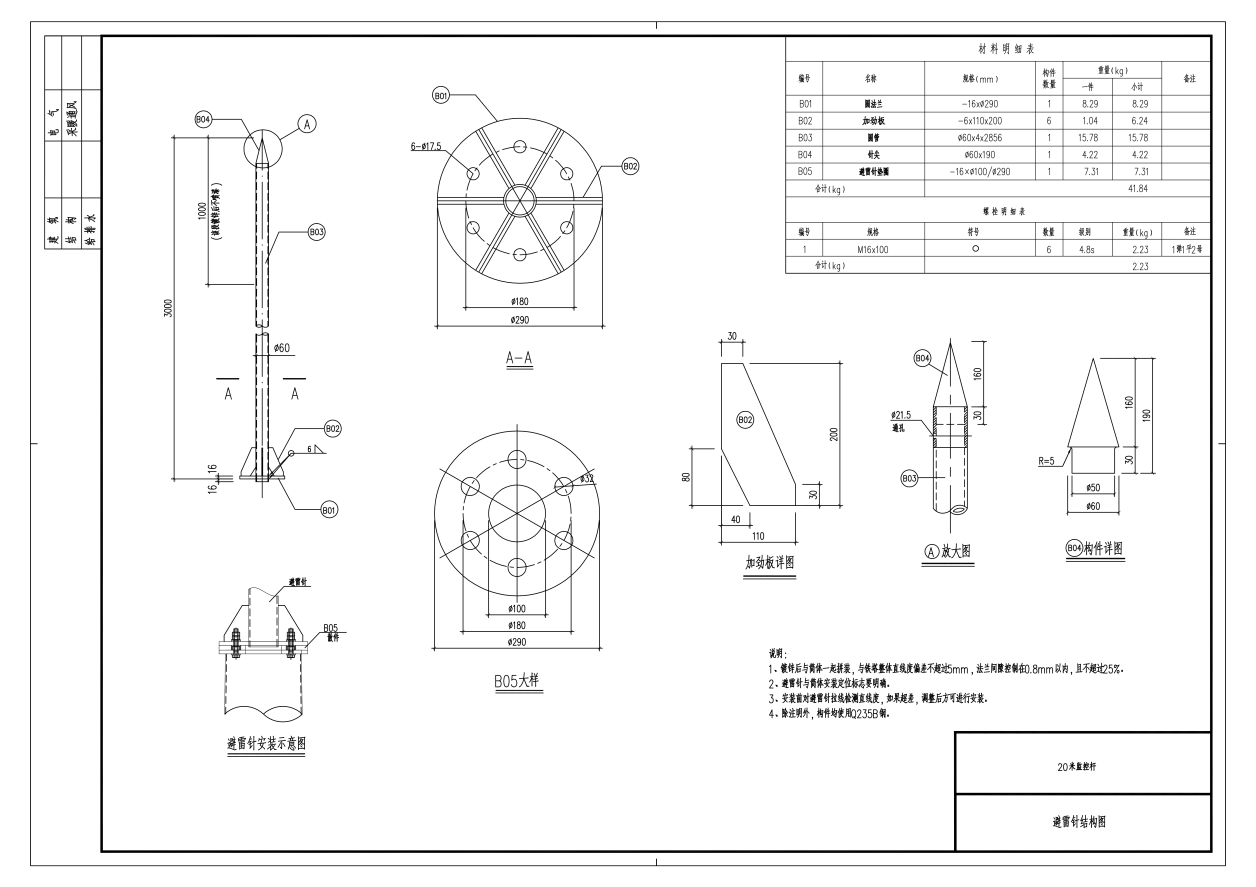 材料明细表
编号 名称 规格(mm) 构件数量 重量(kg) 备注
一件 小计
B01 圆法兰 -16xø290 1 8.29 8.29
B02 加劲板 -6x110x200 6 1.04 6.24
B03 圆管 ø60x4x2856 1 15.78 15.78
B04 针尖 ø60x190 1 4.22 4.22
B05 避雷针垫圈 -16×ø100/ø290 1 7.31 7.31
合计(kg) 41.84
螺栓明细表
编号 规格 符号 数量 级别 重量(kg) 备注
1 M16x100 6 4.8s 2.23 1弹1平2母
合计(kg) 2.23
电气
采暖通风
建筑
结构
给排水
B04
A
1000
(该段镀锌后不喷漆)
B03
3000
ø60
A A
B02
6
16
16
B01
B01
6-ø17.5
B02
ø180
ø290
A-A
ø32
ø100
ø180
ø290
B05大样
避雷针
B05
垫件
避雷针安装示意图
30
B02
200
80
30
40
110
加劲板详图
B04
160
ø21.5
通孔
30
B03
A 放大图
160
190
R=5
30
ø50
ø60
B04 构件详图
说明:
1、镀锌后与筒体一起拼装,与铁塔整体直线度偏差不超过5mm,法兰间隙控制在0.8mm以内,且不超过25%。
2、避雷针与筒体安装定位标志要明确。
3、安装前对避雷针拉线检测直线度,如果超差,调整后方可进行安装。
4、除注明外,构件均使用Q235B钢。
20米监控杆
避雷针结构图